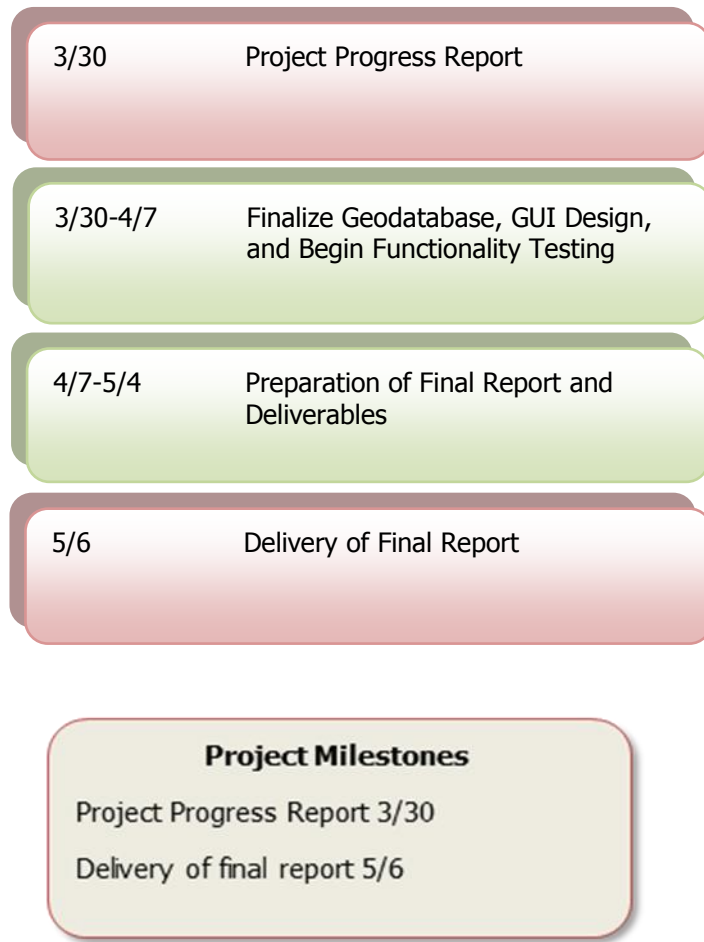 3/30 Project Progress Report
3/30-4/7 Finalize Geodatabase, GUI Design,
and Begin Functionality Testing
4/7-5/4 Preparation of Final Report and
Deliverables
5/6 Delivery of Final Report
Project Milestones
Project Progress Report 3/30
Delivery of final report 5/6